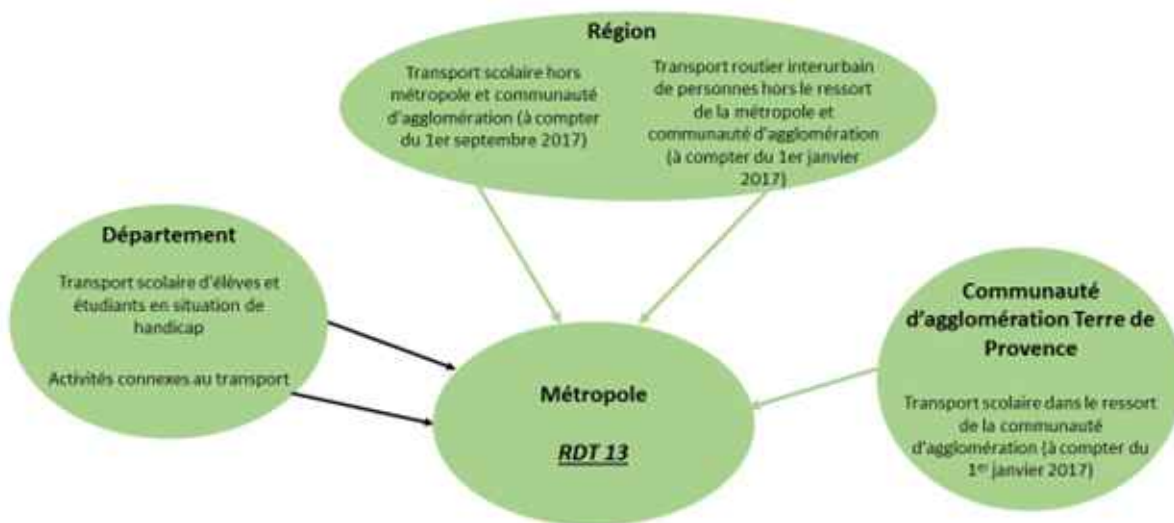 Région
Transport scolaire hors
métropole et communauté
d'agglomération (à compter
du 1er septembre 2017)
Transport routier interurbain
de personnes hors le ressort
de la métropole et
communauté d'agglomération
(à compter du 1er janvier
2017)
Département
Transport scolaire d'élèves et
étudiants en situation de
handicap
Activités connexes au transport
Métropole
RDT 13
Communauté
d'agglomération Terre de
Provence
Transport scolaire dans le ressort
de la communauté
d'agglomération (à compter du
1er janvier 2017)